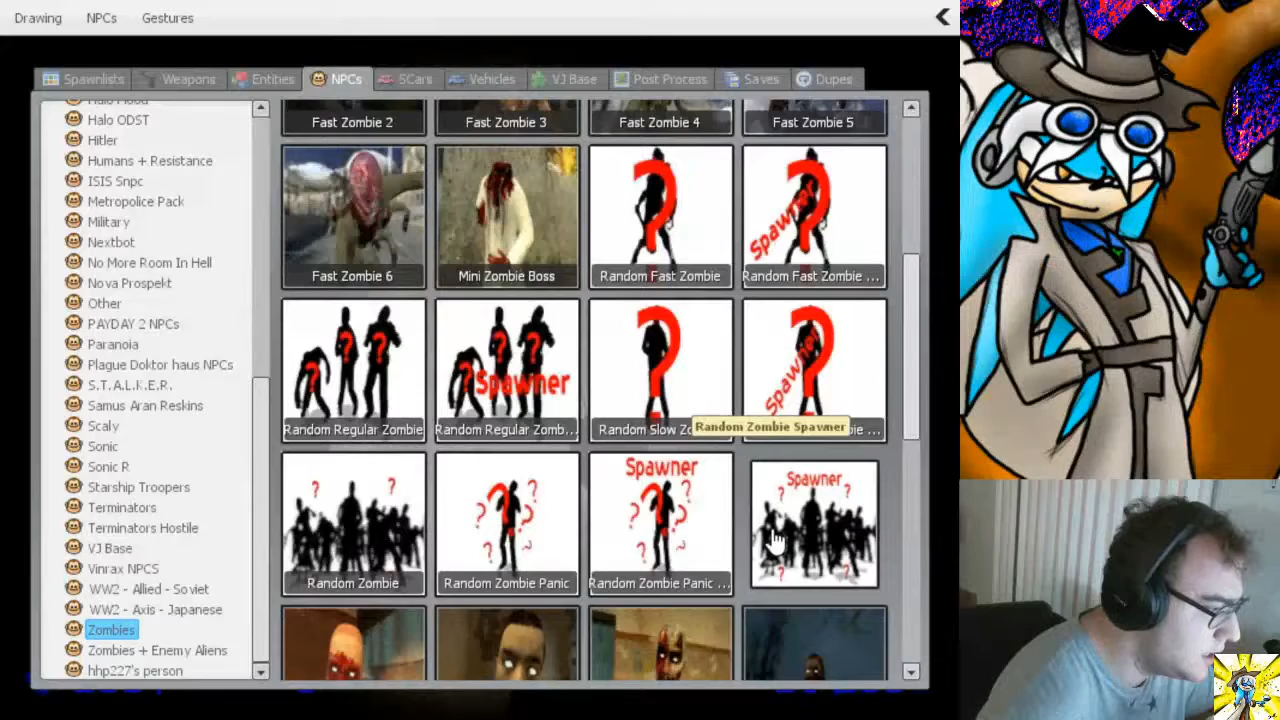 Drawing NPCs Gestures
Spawnlists Weapons Entities NPCs SCars Vehicles VJ Base Post Process Saves Dupes
Halo ODST
Hitler
Humans + Resistance
ISIS Snpc
Metropolice Pack
Military
Nextbot
No More Room In Hell
Nova Prospekt
Other
PAYDAY 2 NPCs
Paranoia
Plague Doktor haus NPCs
S.T.A.L.K.E.R.
Samus Aran Reskins
Scaly
Sonic
Sonic R
Starship Troopers
Terminators
Terminators Hostile
VJ Base
Vinrax NPCS
WW2 - Allied - Soviet
WW2 - Axis - Japanese
Zombies
Zombies + Enemy Aliens
hhp227's person
Fast Zombie 2 Fast Zombie 3 Fast Zombie 4 Fast Zombie 5
Fast Zombie 6 Mini Zombie Boss Random Fast Zombie Spawner Random Fast Zombie ...
Random Regular Zombie Spawner Random Regular Zomb... Random Slow Spawner
Random Zombie Spawner
Random Zombie Random Zombie Panic Spawner Random Zombie Panic ... Spawner